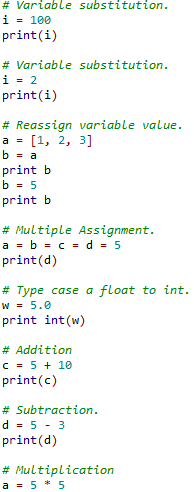 # Variable substitution.
i = 100
print(i)
# Variable substitution.
i = 2
print(i)
# Reassign variable value.
a = [1, 2, 3]
b = a
print b
b = 5
print b
# Multiple Assignment.
a = b = c = d = 5
print(d)
# Type case a float to int.
w = 5.0
print int(w)
# Addition
c = 5 + 10
print(c)
# Subtraction.
d = 5 - 3
print(d)
# Multiplication
a = 5 * 5